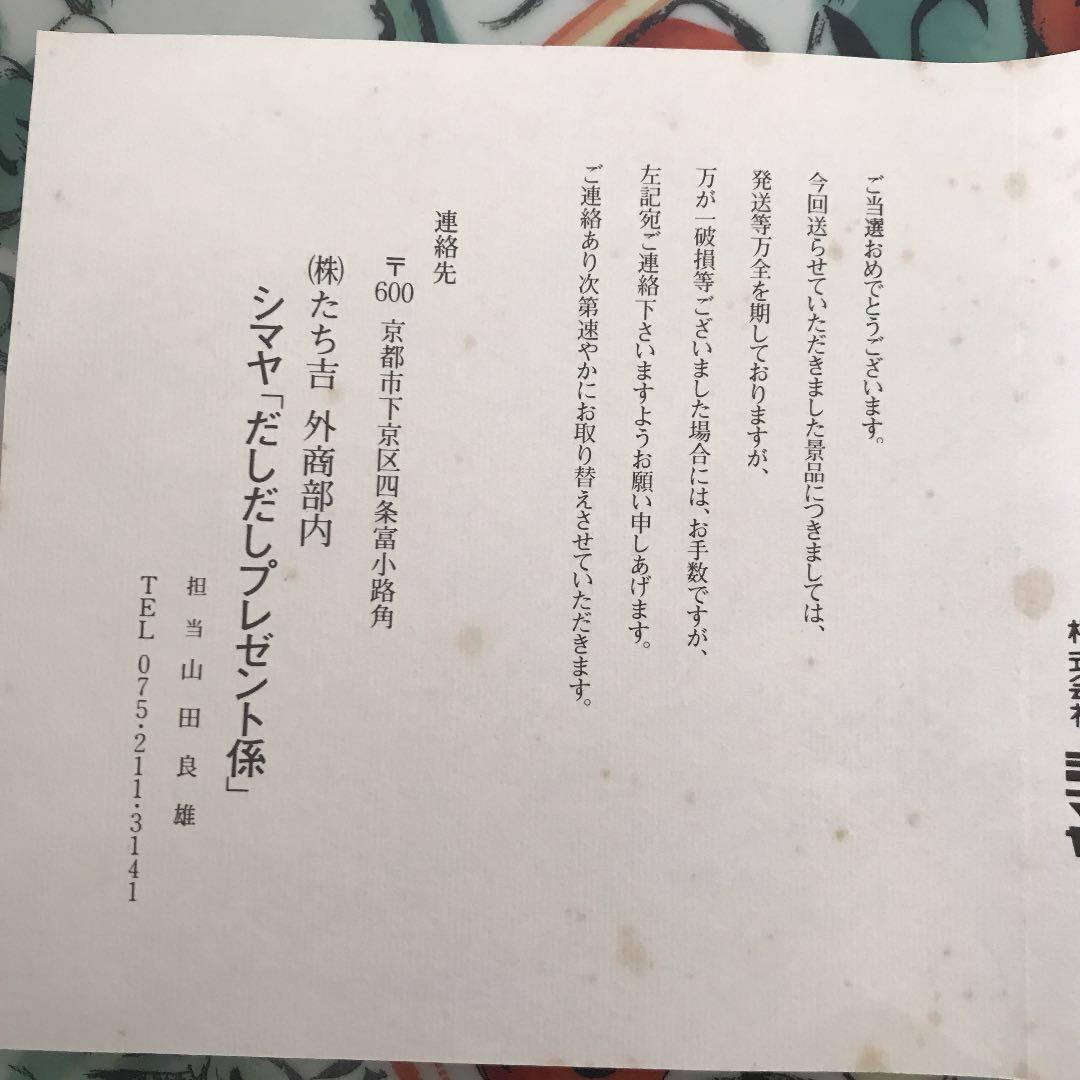 株式会社 シマヤ
ご当選おめでとうございます。
今回送らせていただきました景品につきましては、
発送等万全を期しておりますが、
万が一破損等ございました場合には、お手数ですが、
左記宛ご連絡下さいますようお願い申しあげます。
ご連絡あり次第速やかにお取り替えさせていただきます。
連絡先
〒600 京都市下京区四条富小路角
㈱たち吉 外商部内
シマヤ「だしだしプレゼント係」
担当 山田良雄
TEL 075・211・3141